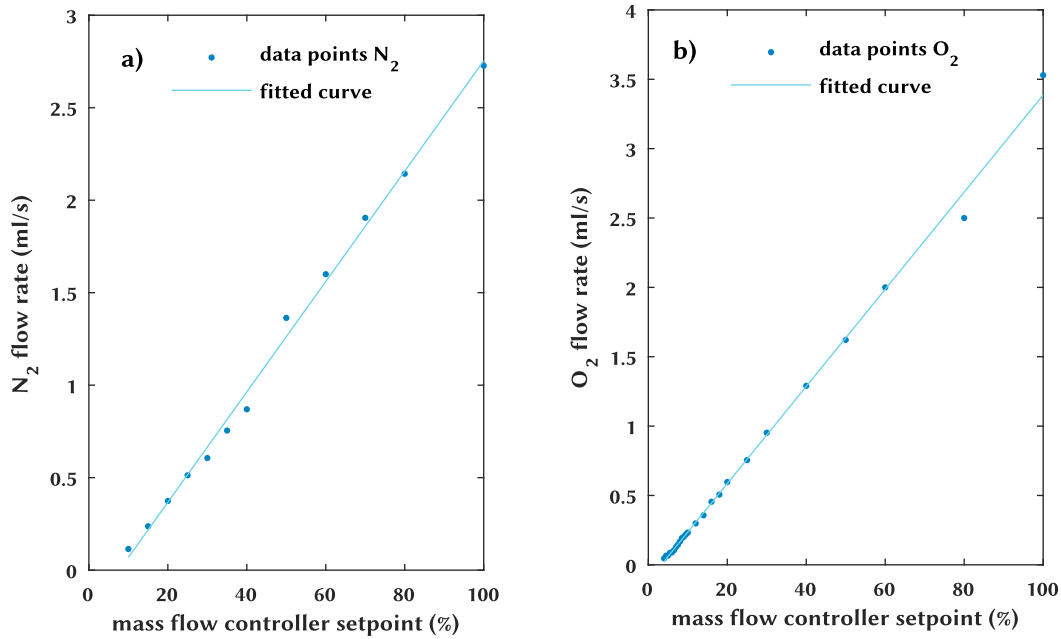 a)
data points N₂
fitted curve
3
2.5
2
1.5
1
0.5
0
N₂ flow rate (ml/s)
0 20 40 60 80 100
mass flow controller setpoint (%)
b)
data points O₂
fitted curve
4
3.5
3
2.5
2
1.5
1
0.5
0
O₂ flow rate (ml/s)
0 20 40 60 80 100
mass flow controller setpoint (%)